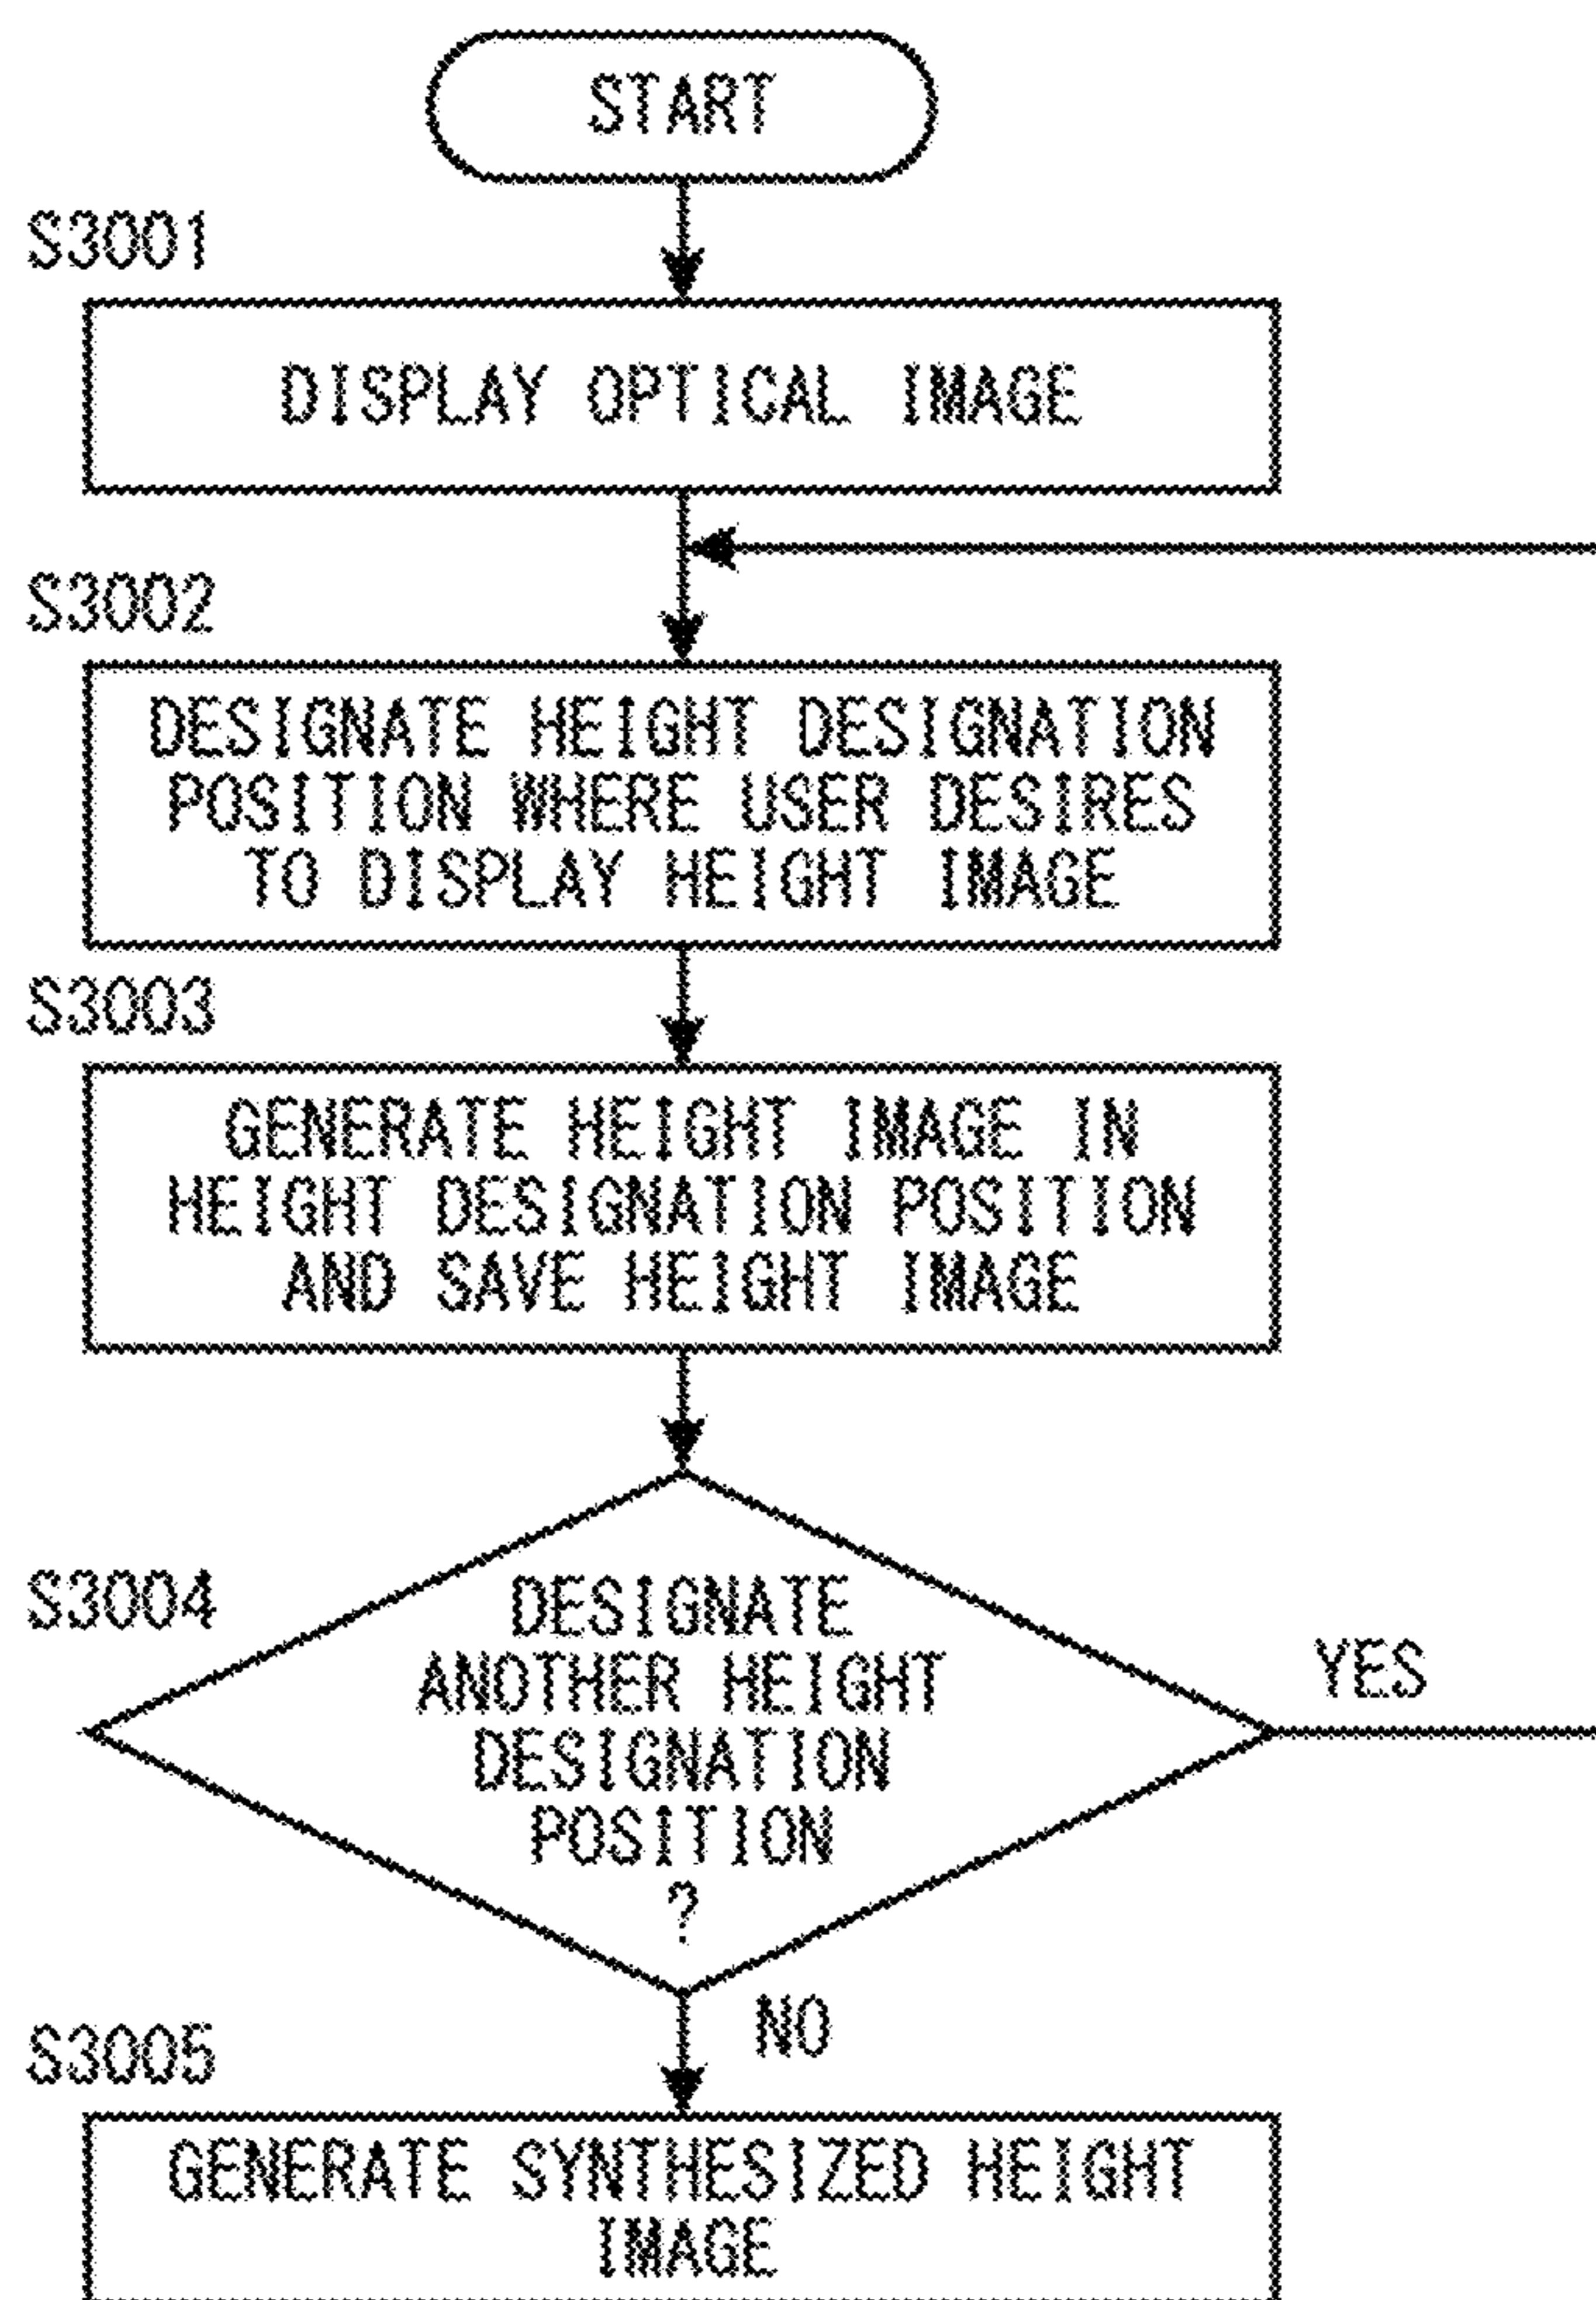 START
S3001
DISPLAY OPTICAL IMAGE
S3002
DESIGNATE HEIGHT DESIGNATION
POSITION WHERE USER DESIRES
TO DISPLAY HEIGHT IMAGE
S3003
GENERATE HEIGHT IMAGE IN
HEIGHT DESIGNATION POSITION
AND SAVE HEIGHT IMAGE
S3004
DESIGNATE
ANOTHER HEIGHT
DESIGNATION
POSITION
?
YES
NO
S3005
GENERATE SYNTHESIZED HEIGHT
IMAGE